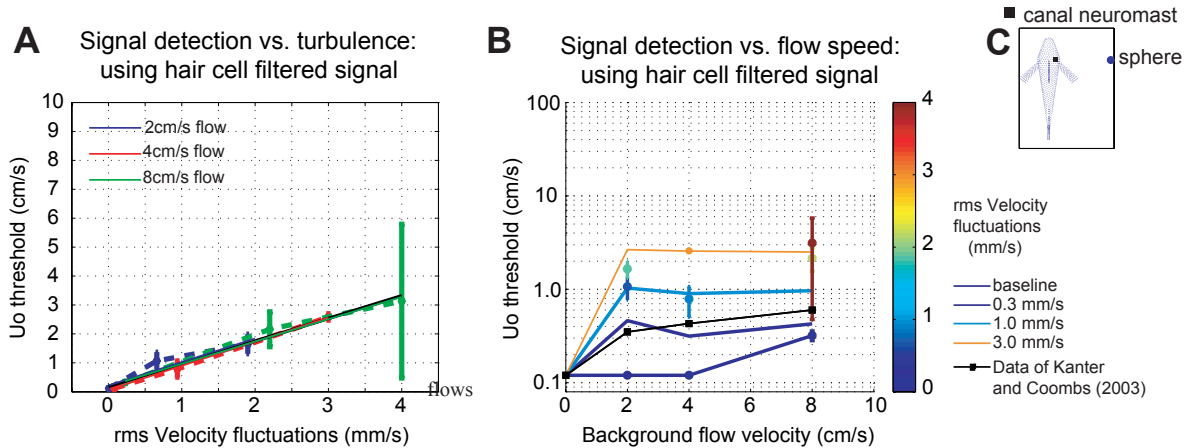 A
Signal detection vs. turbulence:
using hair cell filtered signal
10
9
8
7
6
5
4
3
2
1
0
Uo threshold (cm/s)
2cm/s flow
4cm/s flow
8cm/s flow
0 1 2 3 4
flows
rms Velocity fluctuations (mm/s)
B
Signal detection vs. flow speed:
using hair cell filtered signal
100
10
1.0
0.1
Uo threshold (cm/s)
0 2 4 6 8 10
Background flow velocity (cm/s)
4
3
2
1
0
C
canal neuromast
sphere
rms Velocity
fluctuations
(mm/s)
baseline
0.3 mm/s
1.0 mm/s
3.0 mm/s
Data of Kanter
and Coombs (2003)